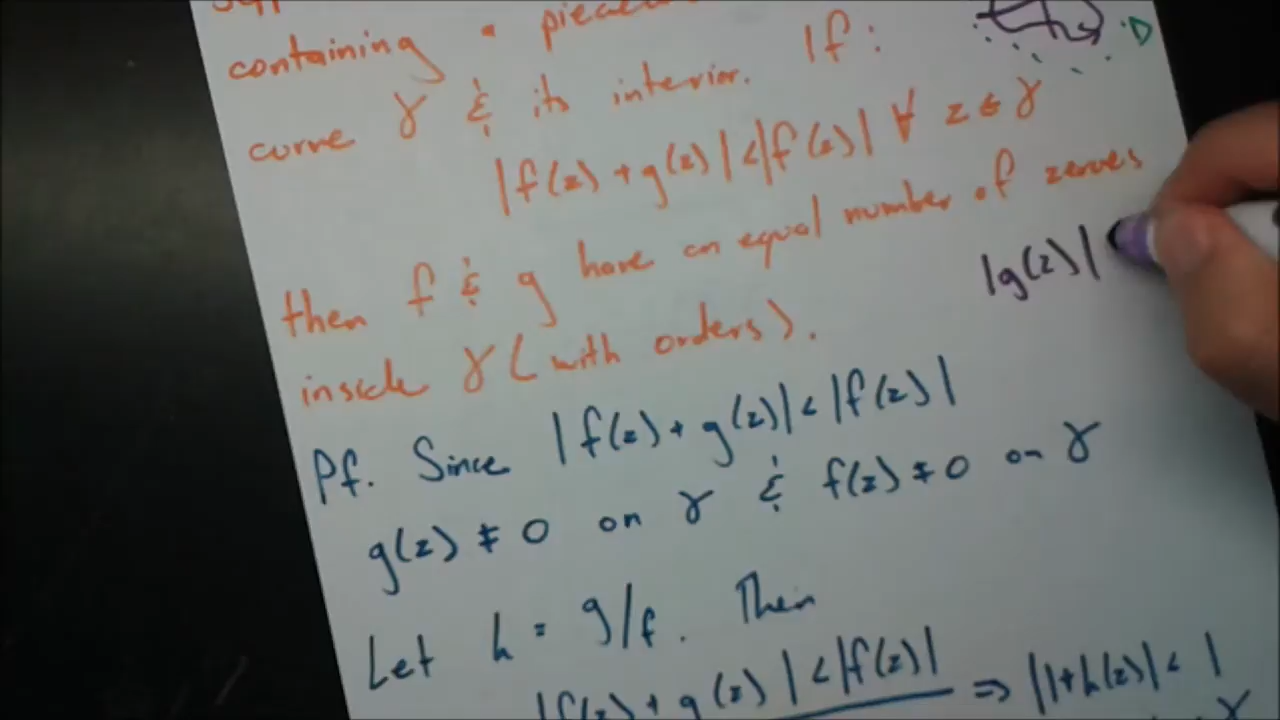 containing a
curve γ & its interior. If:
|f(z) + g(z)| < |f(z)| ∀ z ∈ γ
then f & g have an equal number of zeroes
inside γ (with orders).
|g(z)|
Pf. Since |f(z) + g(z)| < |f(z)|
g(z) ≠ 0 on γ & f(z) ≠ 0 on γ
Let h = g/f. Then
|f(z) + g(z)| < |f(z)| ⇒ |1+h(z)| < 1
γ
D